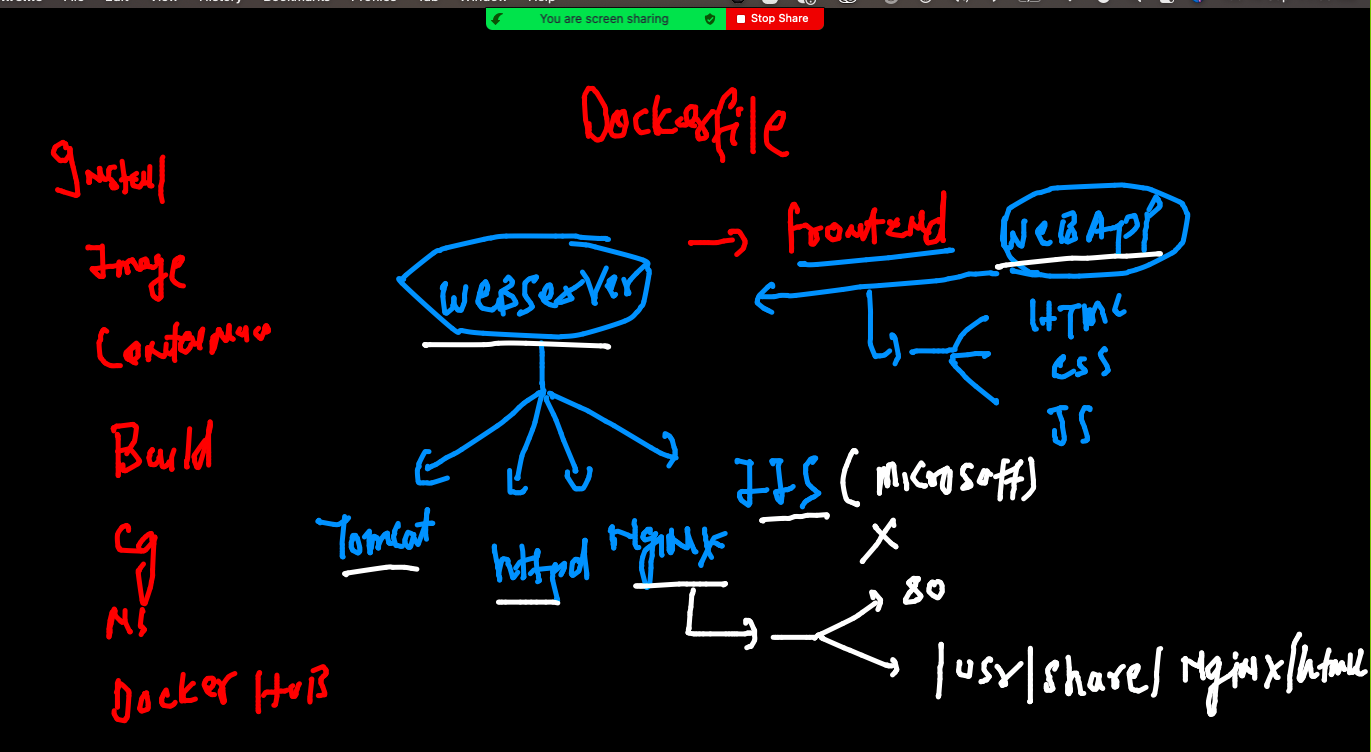 You are screen sharing
Stop Share
Dockerfile
Install
Image
Container
Build
Cg
NS
Docker HuB
WeBServer
frontend
WeBApp
HTML
CSS
JS
Tomcat
httpd
NgiNX
IIS (Microsoft)
X
80
/usr/share/NgiNX/html